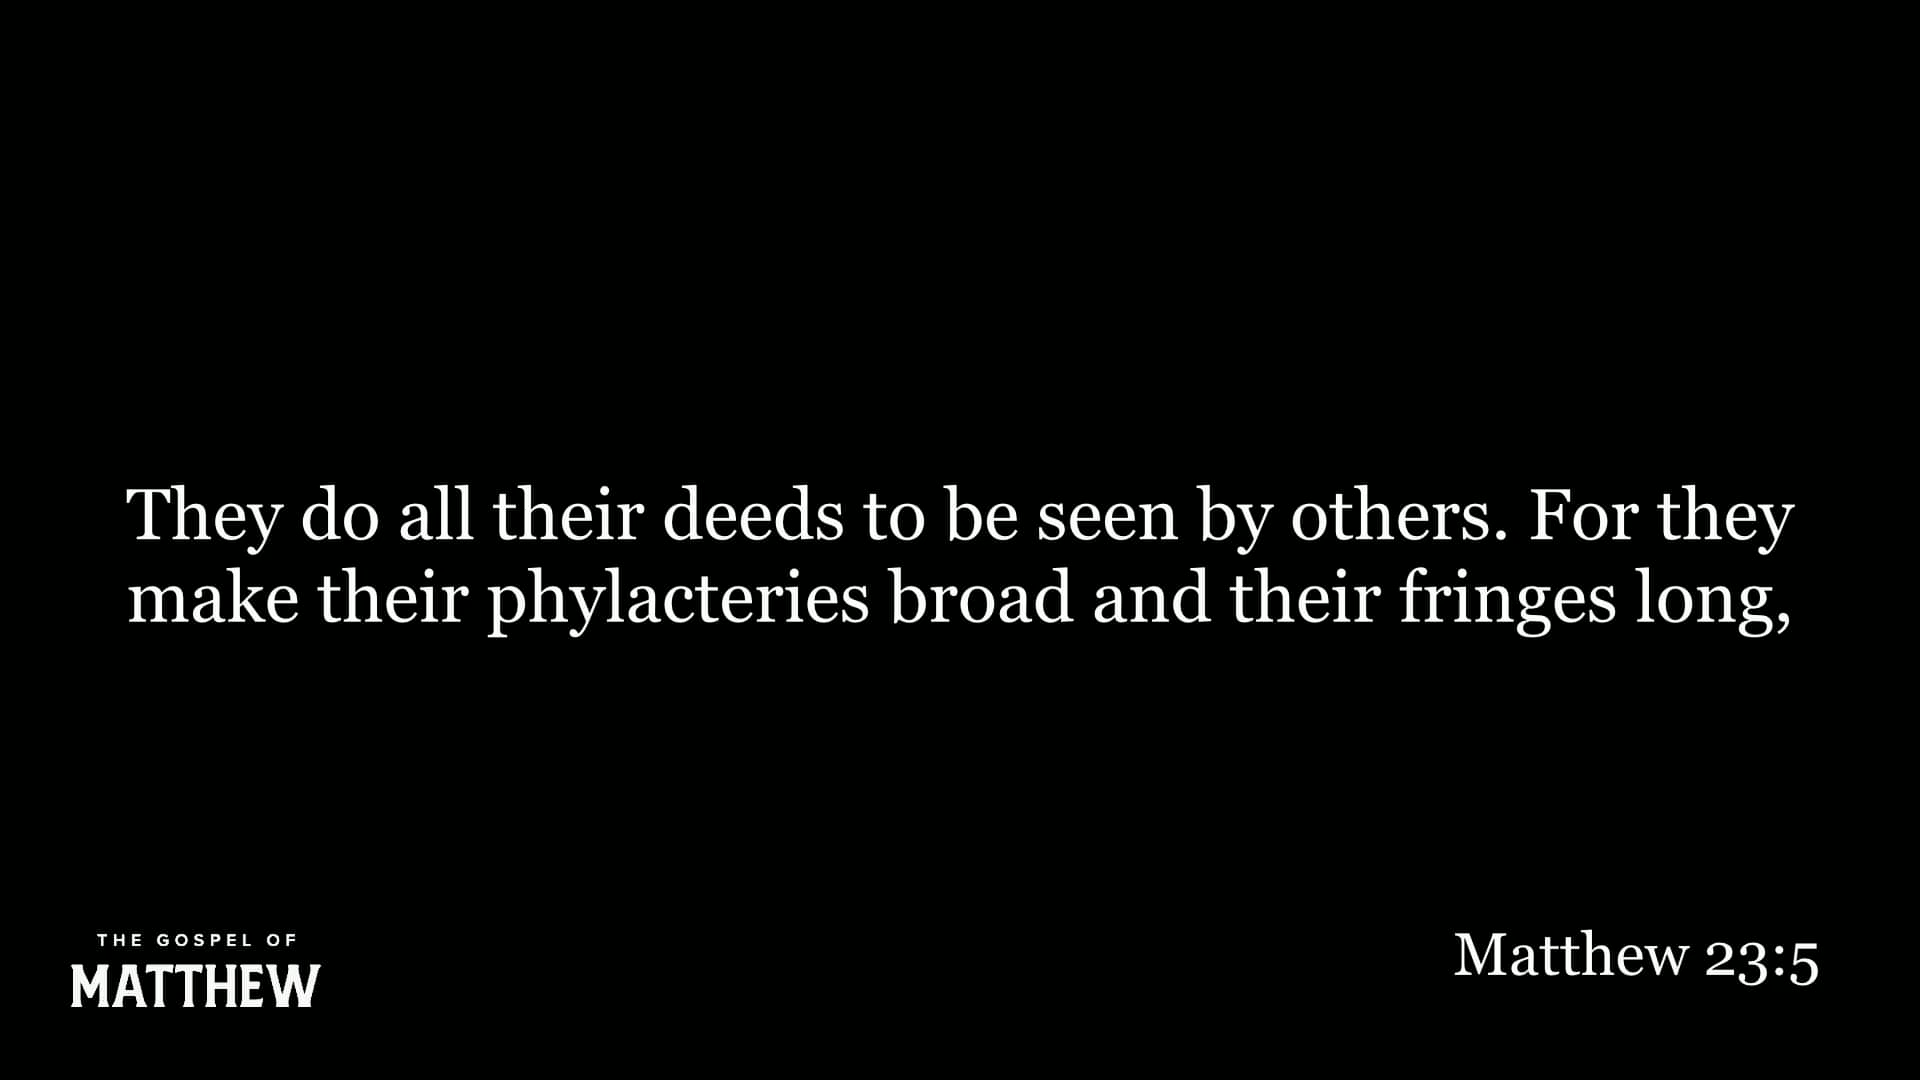 They do all their deeds to be seen by others. For they
make their phylacteries broad and their fringes long,
THE GOSPEL OF
MATTHEW
Matthew 23:5